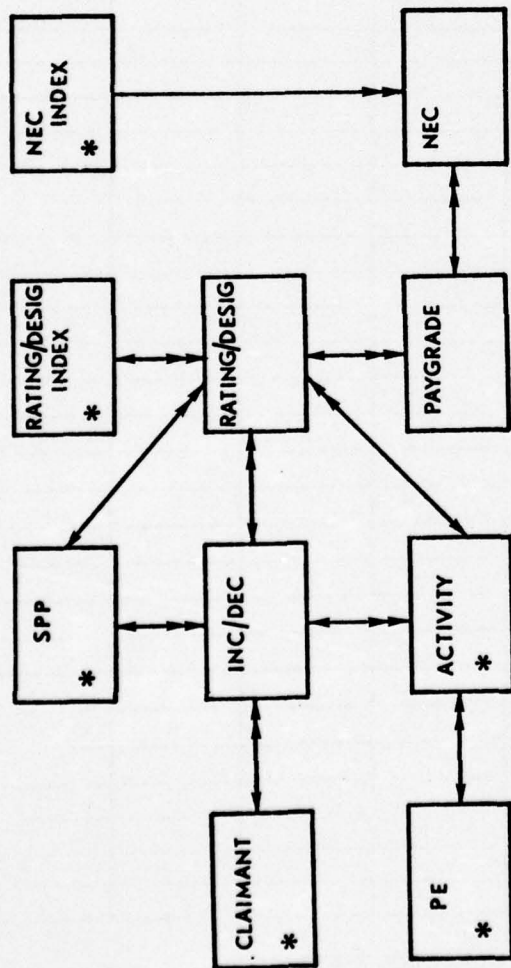 SPP
*
RATING/DESIG
INDEX
*
NEC
INDEX
*
CLAIMANT
*
INC/DEC
RATING/DESIG
PE
*
ACTIVITY
*
PAYGRADE
NEC